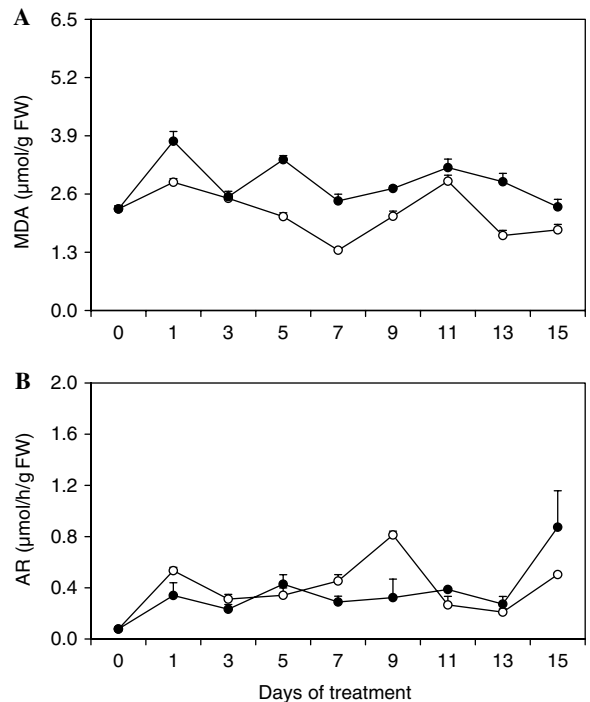 A
6.5
5.2
3.9
2.6
1.3
0.0
MDA (µmol/g FW)
0 1 3 5 7 9 11 13 15
B
2.0
1.6
1.2
0.8
0.4
0.0
AR (µmol/h/g FW)
0 1 3 5 7 9 11 13 15
Days of treatment